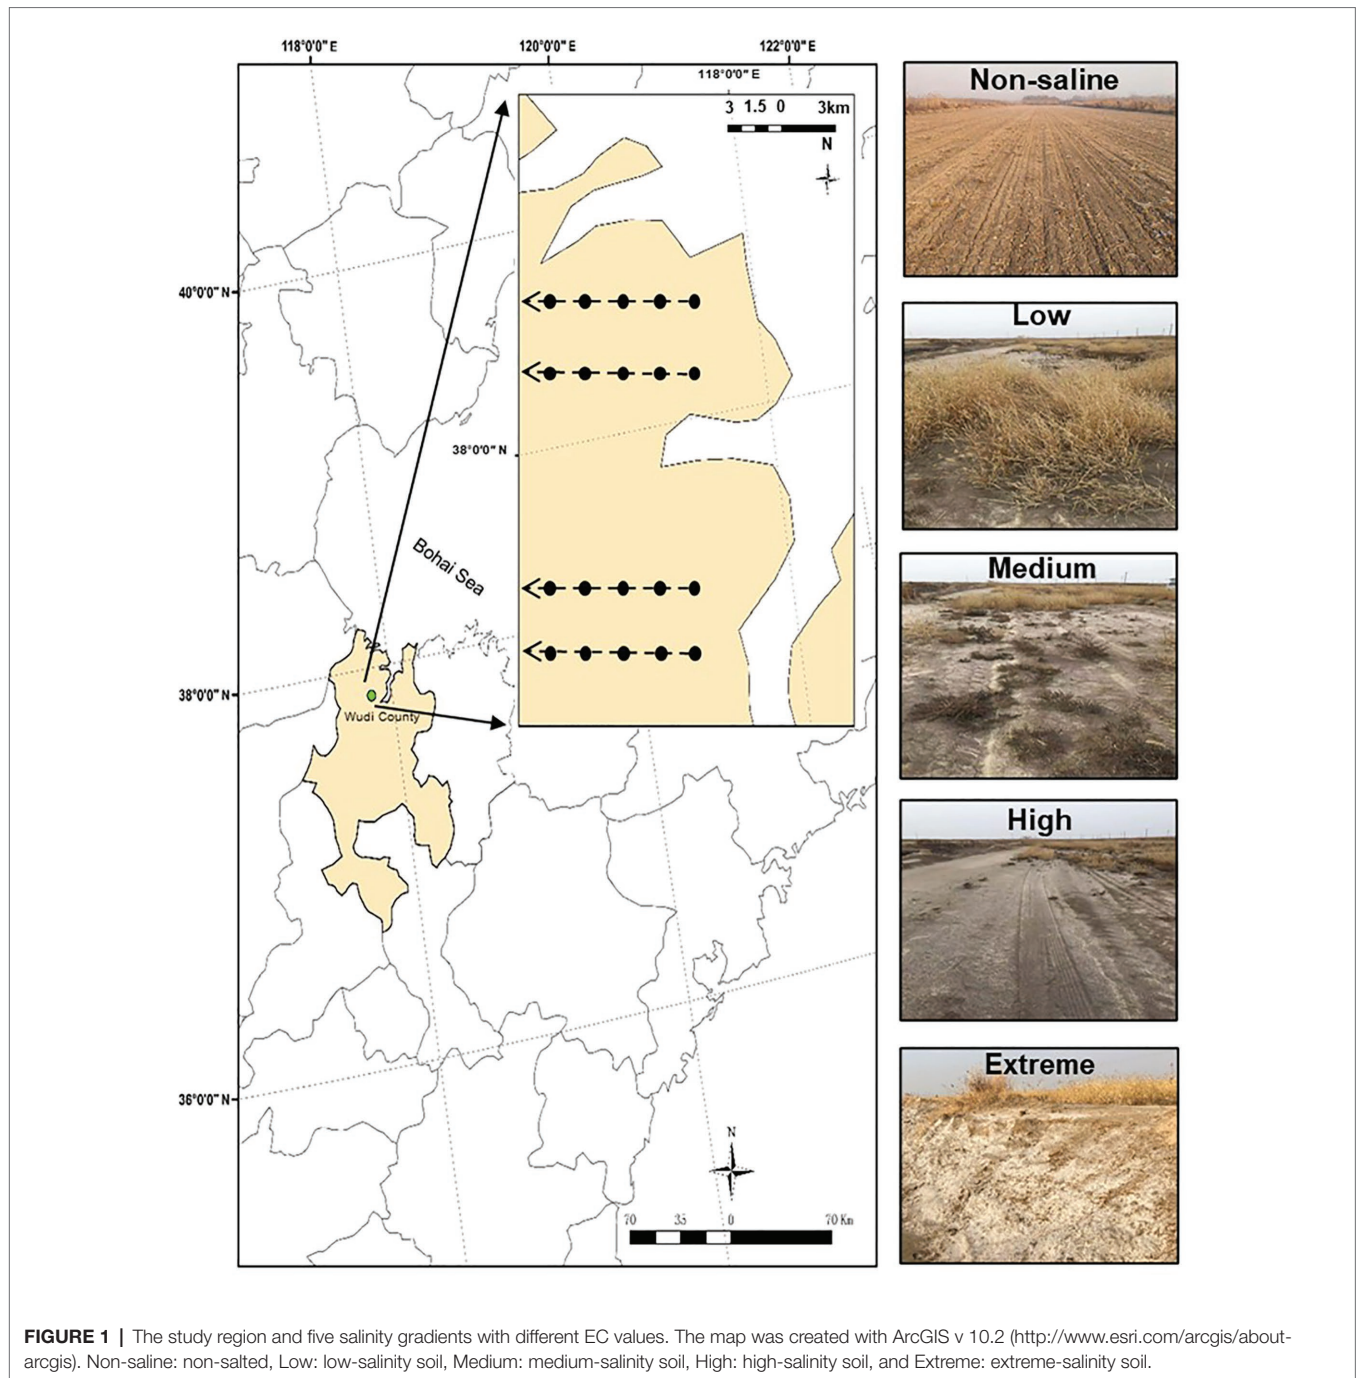 118°0'0"E
120°0'0"E
122°0'0"E
118°0'0"E
3 1.5 0 3km
N
40°0'0"N
38°0'0"N
Bohai Sea
38°0'0"N
Wudi County
36°0'0"N
N
70 35 0 70 Km
Non-saline
Low
Medium
High
Extreme
FIGURE 1 | The study region and five salinity gradients with different EC values. The map was created with ArcGIS v 10.2 (http://www.esri.com/arcgis/about-
arcgis). Non-saline: non-salted, Low: low-salinity soil, Medium: medium-salinity soil, High: high-salinity soil, and Extreme: extreme-salinity soil.